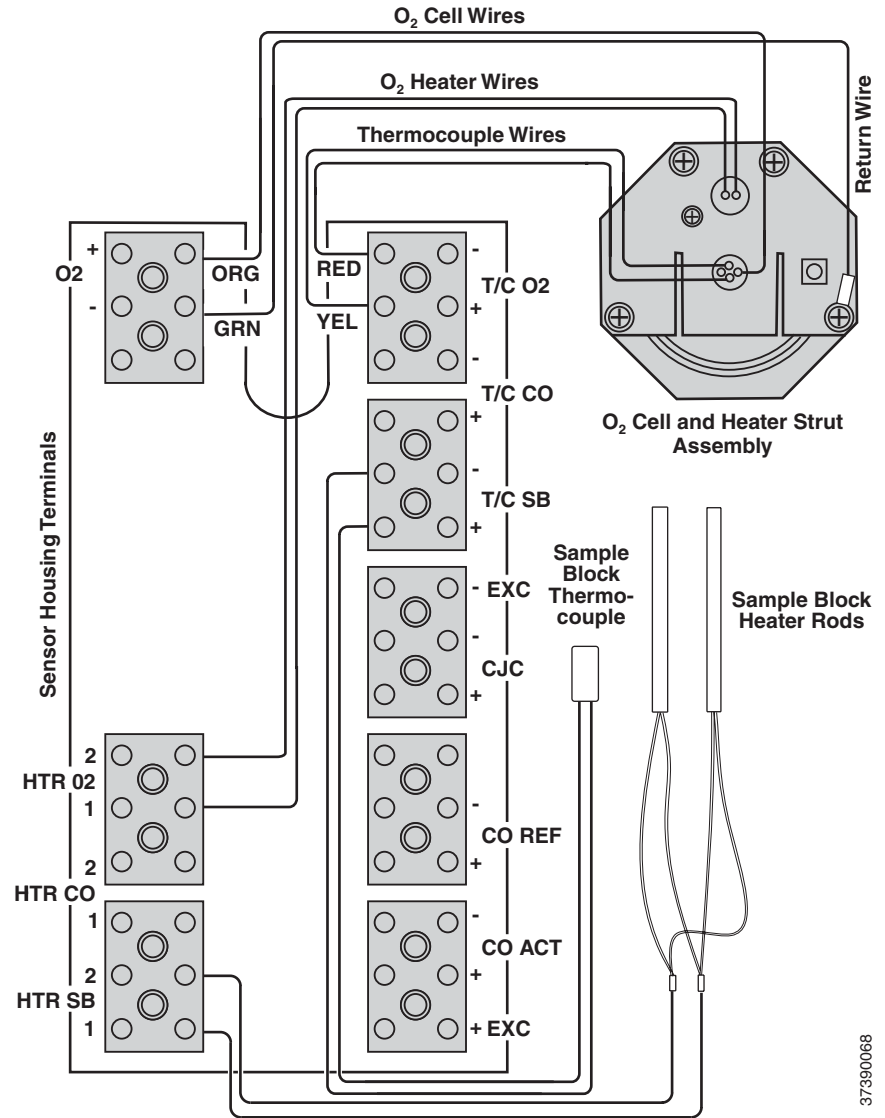 O₂ Cell Wires
O₂ Heater Wires
Thermocouple Wires
Return Wire
O₂ Cell and Heater Strut
Assembly
Sensor Housing Terminals
+
O2
-
ORG
GRN
RED
YEL
-
T/C O2
+
-
T/C CO
+
-
T/C SB
+
- EXC
-
CJC
+
-
CO REF
+
-
CO ACT
+
+ EXC
2
HTR 02
1
2
HTR CO
1
2
HTR SB
1
Sample
Block
Thermo-
couple
Sample Block
Heater Rods
37390068